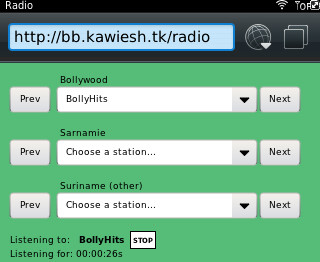 Radio
http://bb.kawiesh.tk/radio
Bollywood
Prev BollyHits Next
Sarnamie
Prev Choose a station... Next
Suriname (other)
Prev Choose a station... Next
Listening to: BollyHits STOP
Listening for: 00:00:26s